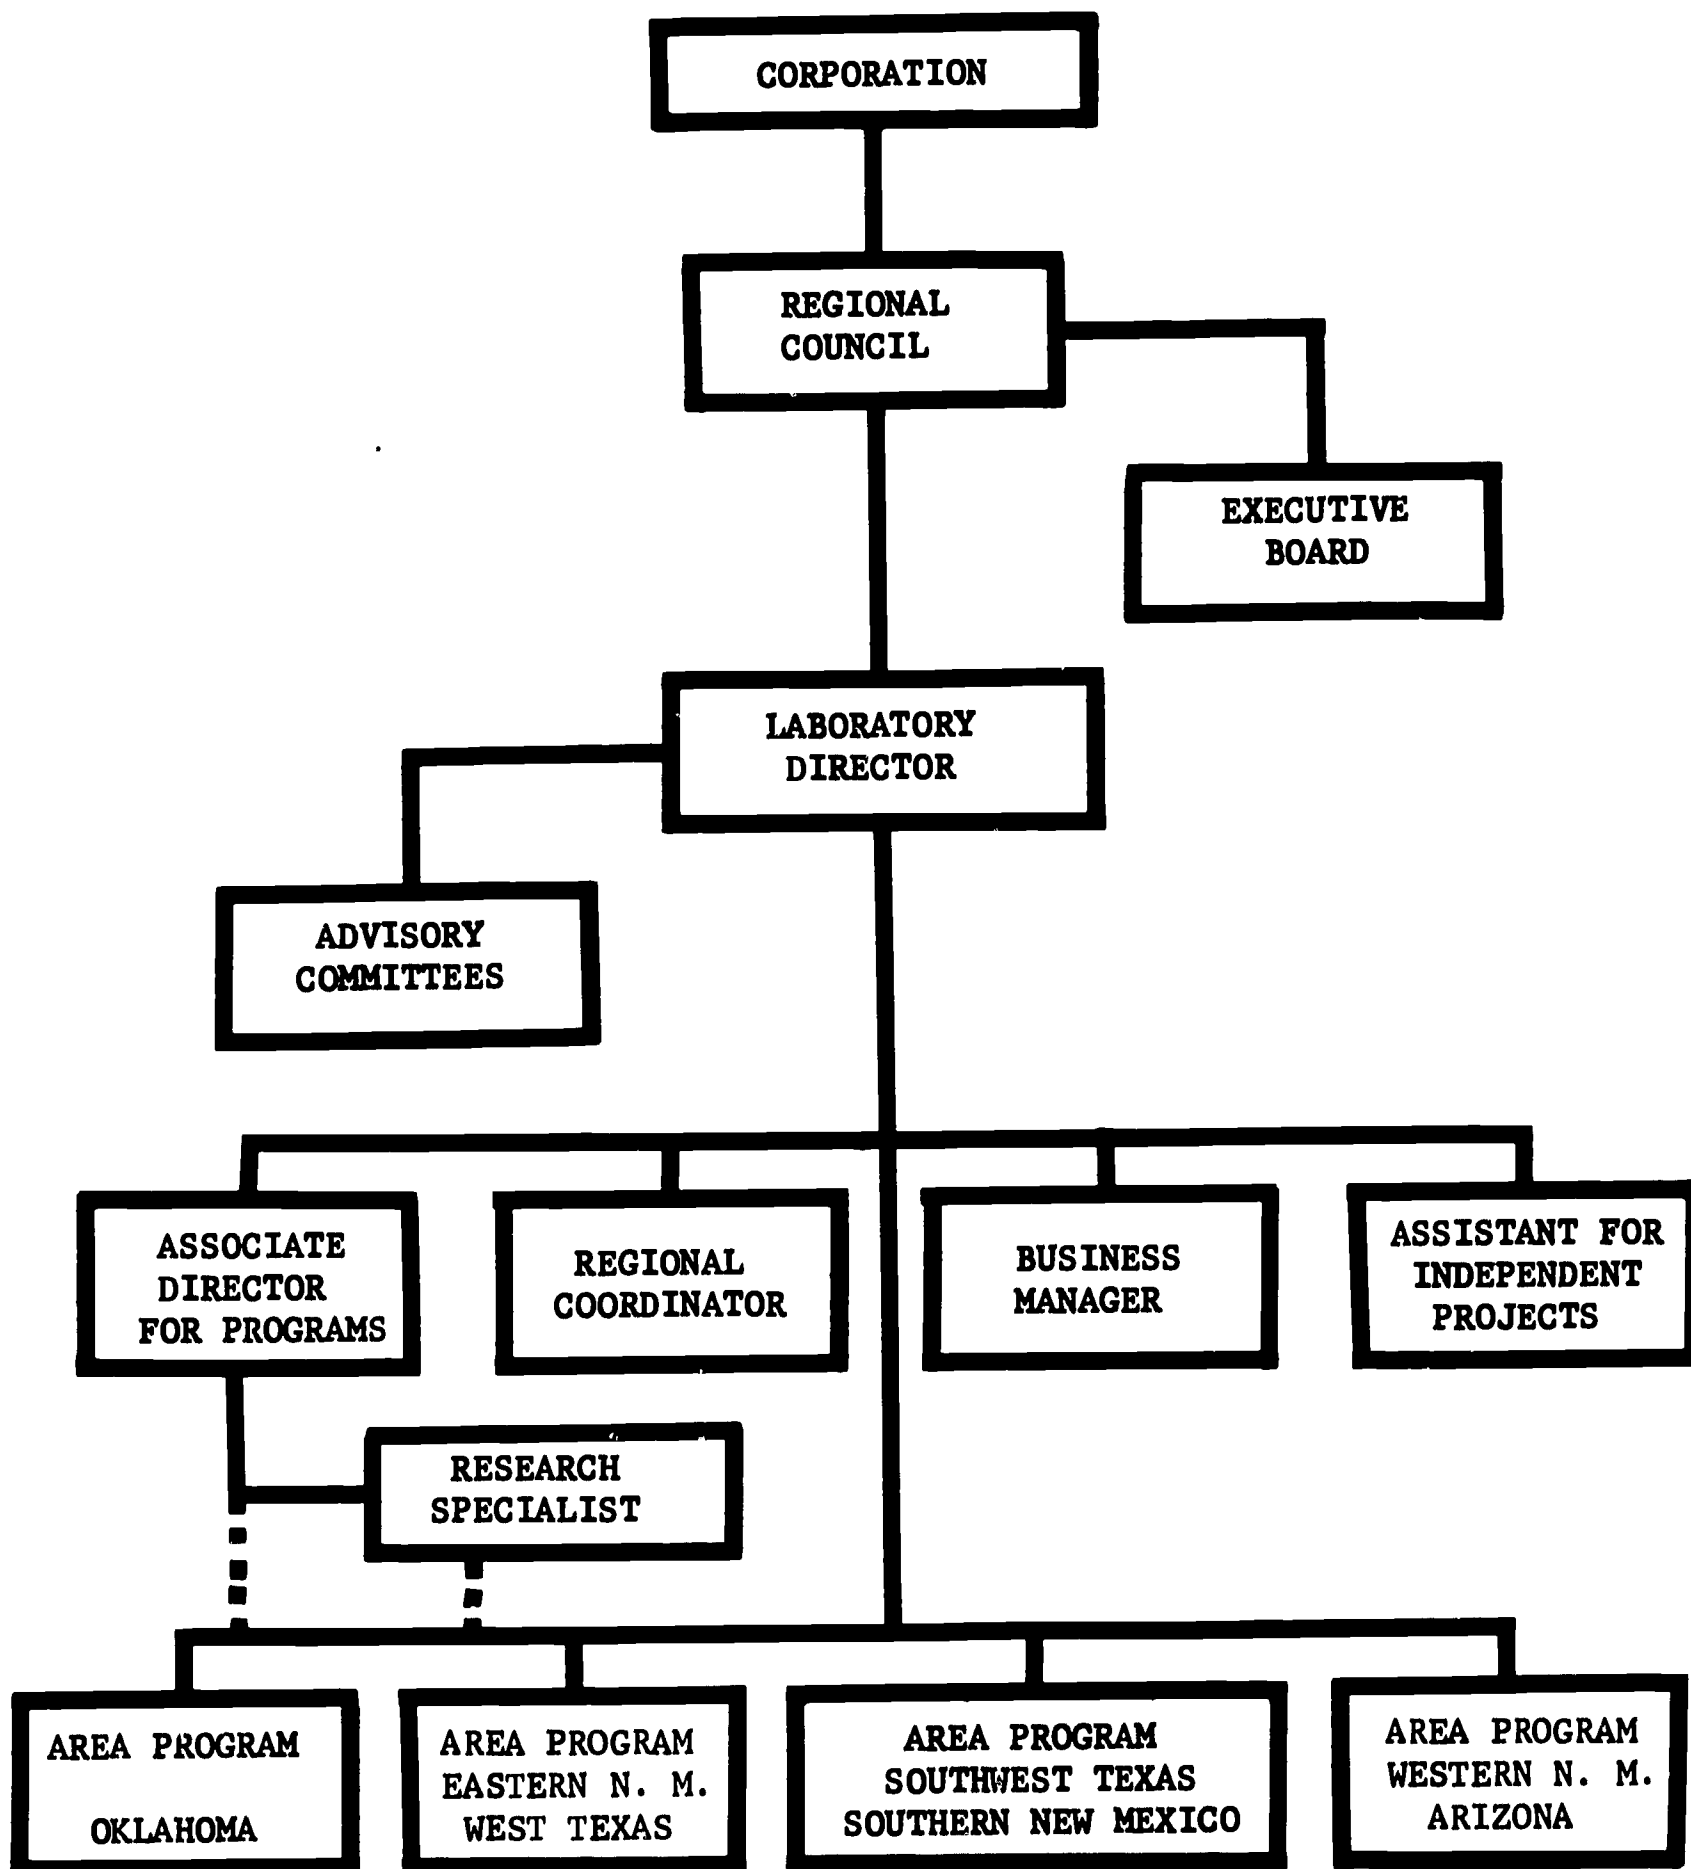 CORPORATION
REGIONAL
COUNCIL
EXECUTIVE
BOARD
LABORATORY
DIRECTOR
ADVISORY
COMMITTEES
ASSOCIATE
DIRECTOR
FOR PROGRAMS
REGIONAL
COORDINATOR
BUSINESS
MANAGER
ASSISTANT FOR
INDEPENDENT
PROJECTS
RESEARCH
SPECIALIST
AREA PROGRAM
OKLAHOMA
AREA PROGRAM
EASTERN N. M.
WEST TEXAS
AREA PROGRAM
SOUTHWEST TEXAS
SOUTHERN NEW MEXICO
AREA PROGRAM
WESTERN N. M.
ARIZONA